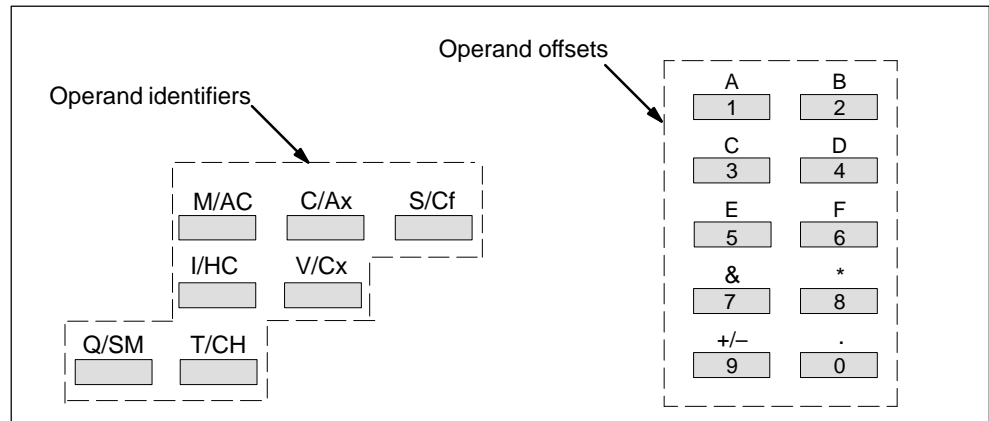 Operand offsets
Operand identifiers
A B
1 2
C D
3 4
E F
5 6
& *
7 8
+/– .
9 0
M/AC C/Ax S/Cf
I/HC V/Cx
Q/SM T/CH